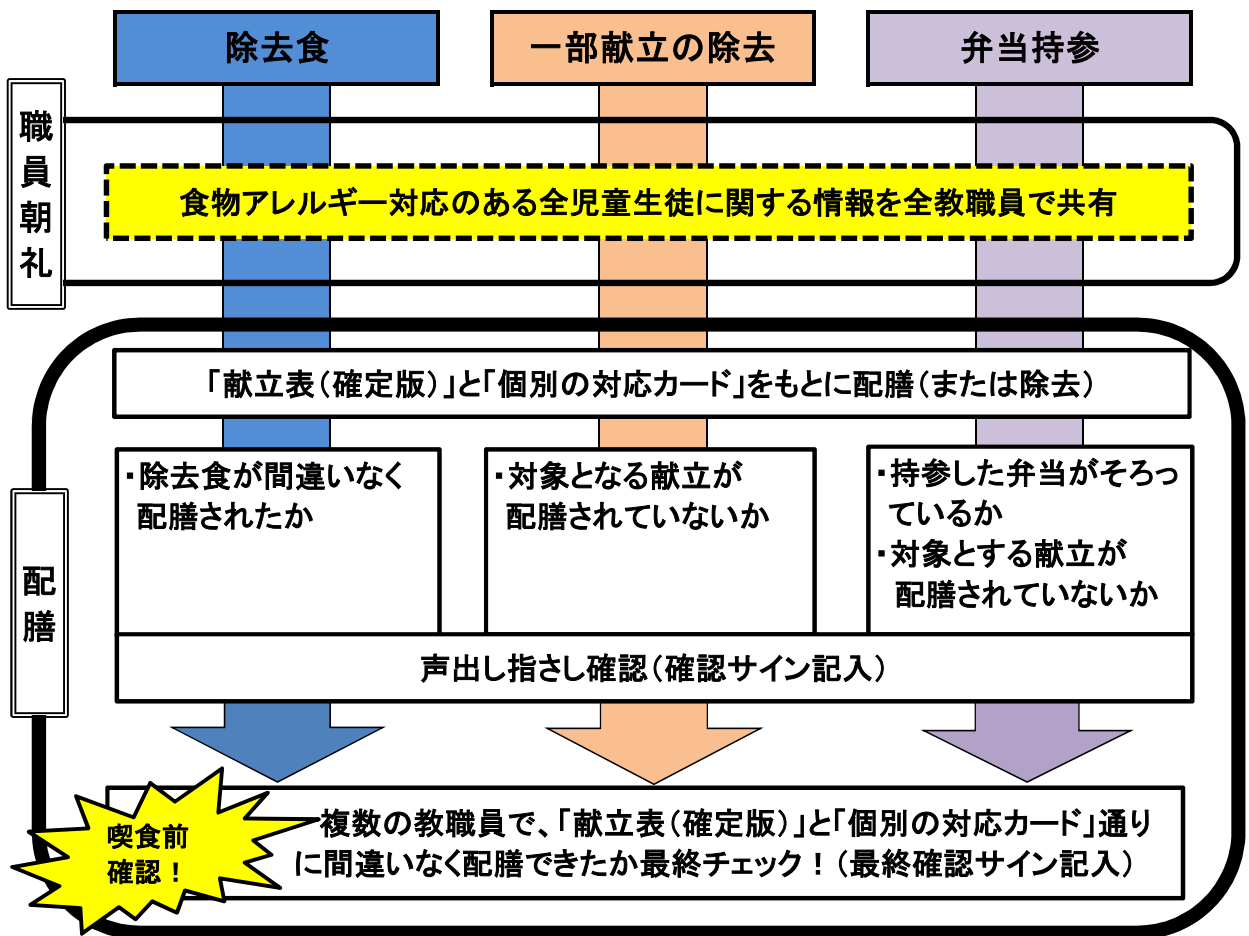 除去食
一部献立の除去
弁当持参
職員朝礼
食物アレルギー対応のある全児童生徒に関する情報を全教職員で共有
「献立表（確定版）」と「個別の対応カード」をもとに配膳（または除去）
配膳
・除去食が間違いなく
配膳されたか
・対象となる献立が
配膳されていないか
・持参した弁当がそろっ
ているか
・対象とする献立が
配膳されていないか
声出し指さし確認（確認サイン記入）
喫食前
確認！
複数の教職員で、「献立表（確定版）」と「個別の対応カード」通り
に間違いなく配膳できたか最終チェック！（最終確認サイン記入）